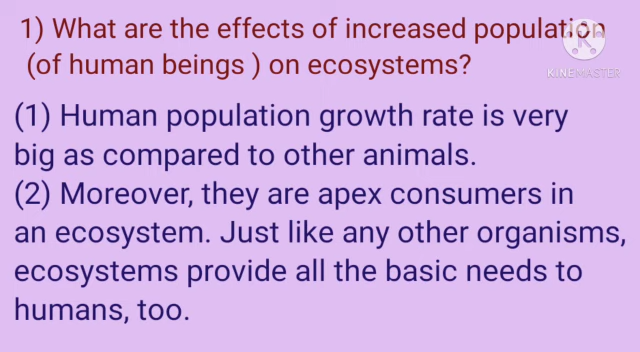 1) What are the effects of increased population
(of human beings ) on ecosystems?
KINEMASTER
(1) Human population growth rate is very
big as compared to other animals.
(2) Moreover, they are apex consumers in
an ecosystem. Just like any other organisms,
ecosystems provide all the basic needs to
humans, too.